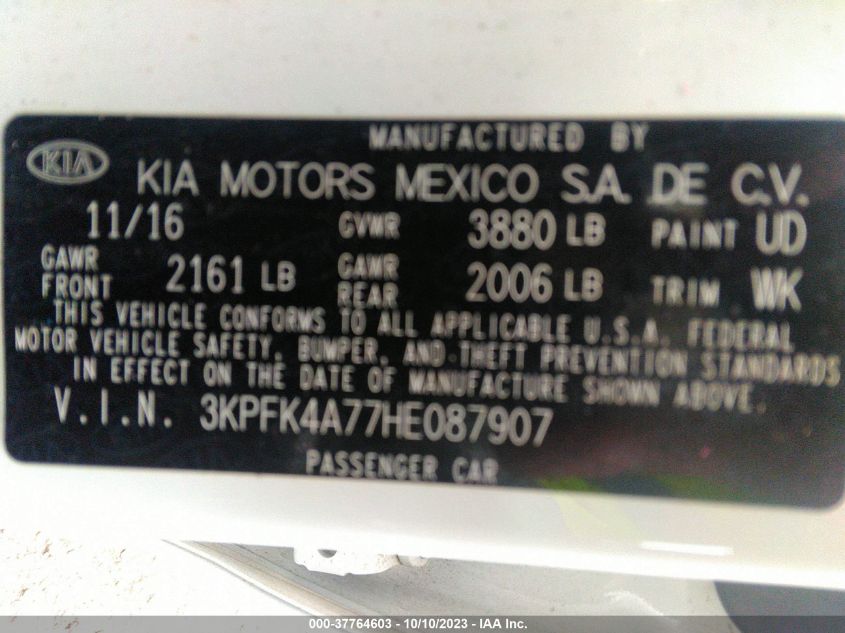 MANUFACTURED BY
KIA KIA MOTORS MEXICO S.A. DE C.V.
11/16 GVWR 3880 LB PAINT UD
GAWR FRONT 2161 LB GAWR REAR 2006 LB TRIM WK
THIS VEHICLE CONFORMS TO ALL APPLICABLE U.S.A. FEDERAL
MOTOR VEHICLE SAFETY, BUMPER, AND THEFT PREVENTION STANDARDS
IN EFFECT ON THE DATE OF MANUFACTURE SHOWN ABOVE.
V.I.N. 3KPFK4A77HE087907
PASSENGER CAR
000-37764603 - 10/10/2023 - IAA Inc.